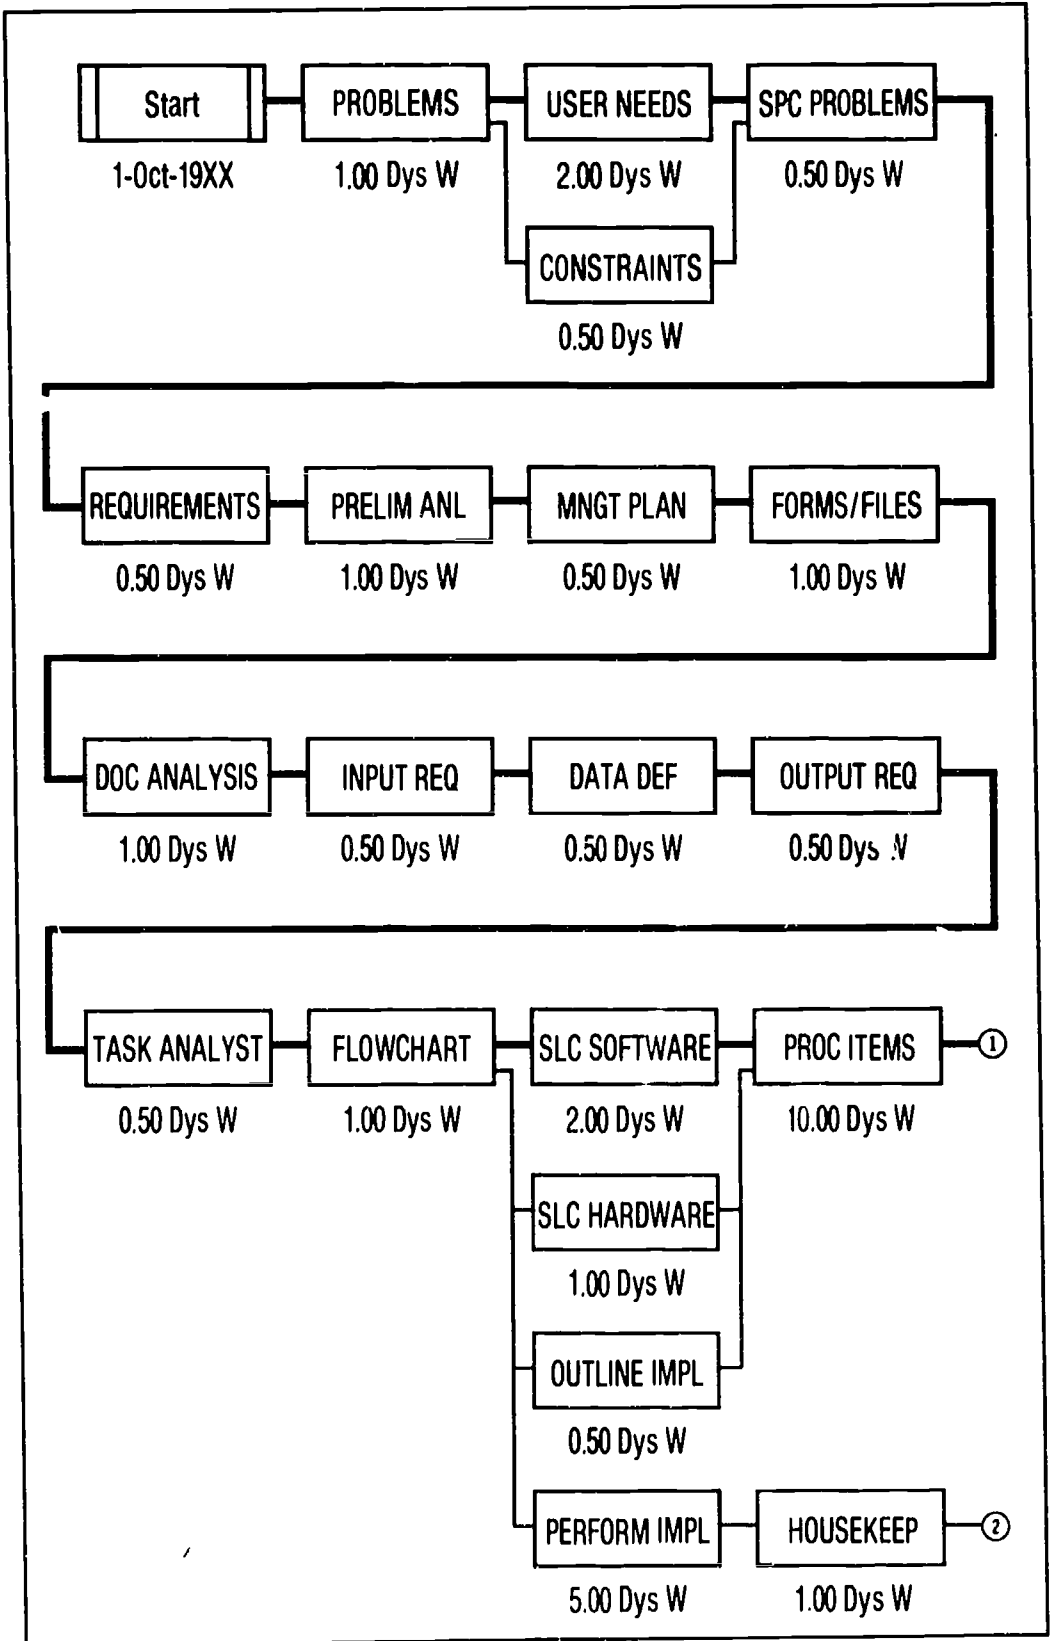 Start PROBLEMS USER NEEDS SPC PROBLEMS
1-Oct-19XX 1.00 Dys W 2.00 Dys W 0.50 Dys W
CONSTRAINTS
0.50 Dys W
REQUIREMENTS PRELIM ANL MNGT PLAN FORMS/FILES
0.50 Dys W 1.00 Dys W 0.50 Dys W 1.00 Dys W
DOC ANALYSIS INPUT REQ DATA DEF OUTPUT REQ
1.00 Dys W 0.50 Dys W 0.50 Dys W 0.50 Dys W
TASK ANALYST FLOWCHART SLC SOFTWARE PROC ITEMS 1
0.50 Dys W 1.00 Dys W 2.00 Dys W 10.00 Dys W
SLC HARDWARE
1.00 Dys W
OUTLINE IMPL
0.50 Dys W
PERFORM IMPL HOUSEKEEP 2
5.00 Dys W 1.00 Dys W